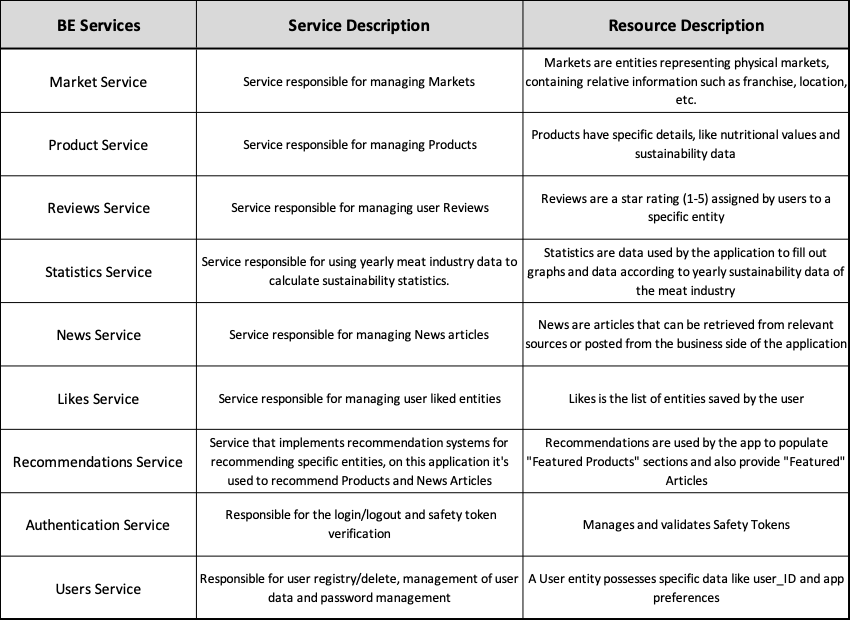 BE Services
Service Description
Resource Description
Market Service
Service responsible for managing Markets
Markets are entities representing physical markets,
containing relative information such as franchise, location,
etc.
Product Service
Service responsible for managing Products
Products have specific details, like nutritional values and
sustainability data
Reviews Service
Service responsible for managing user Reviews
Reviews are a star rating (1-5) assigned by users to a
specific entity
Statistics Service
Service responsible for using yearly meat industry data to
calculate sustainability statistics.
Statistics are data used by the application to fill out
graphs and data according to yearly sustainability data of
the meat industry
News Service
Service responsible for managing News articles
News are articles that can be retrieved from relevant
sources or posted from the business side of the application
Likes Service
Service responsible for managing user liked entities
Likes is the list of entities saved by the user
Recommendations Service
Service that implements recommendation systems for
recommending specific entities, on this application it's
used to recommend Products and News Articles
Recommendations are used by the app to populate
"Featured Products" sections and also provide "Featured"
Articles
Authentication Service
Responsible for the login/logout and safety token
verification
Manages and validates Safety Tokens
Users Service
Responsible for user registry/delete, management of user
data and password management
A User entity possesses specific data like user_ID and app
preferences